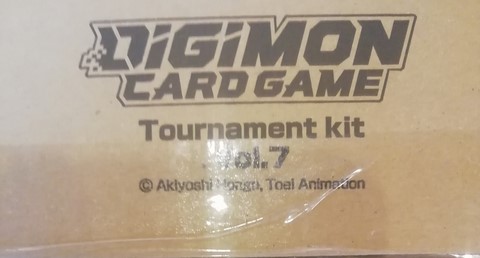 DIGIMON
CARD GAME
Tournament kit
vol.7
© Akiyoshi Hongo, Toei Animation